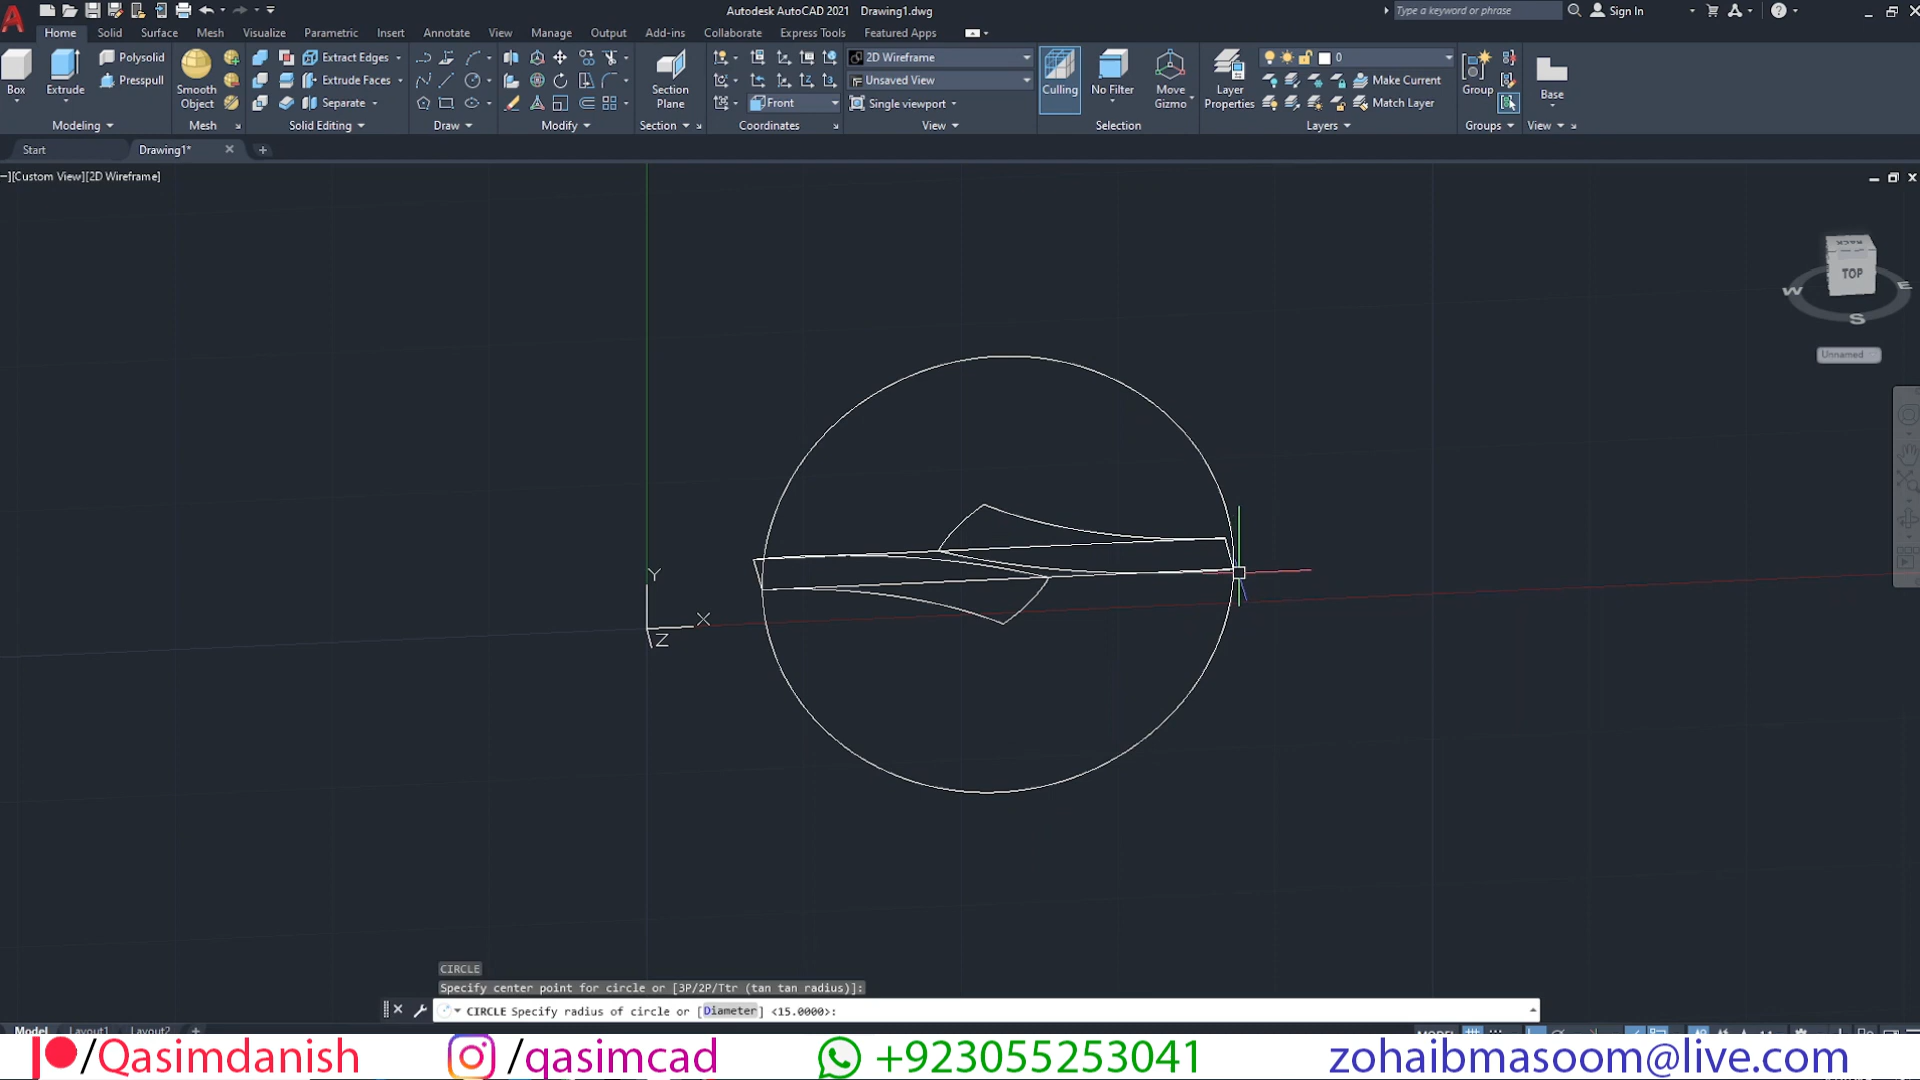 Autodesk AutoCAD 2021 Drawing1.dwg
Type a keyword or phrase
Sign In
Home Solid Surface Mesh Visualize Parametric Insert Annotate View Manage Output Add-ins Collaborate Express Tools Featured Apps
Box
Extrude
Polysolid
Presspull
Modeling
Smooth Object
Mesh
Extract Edges
Extrude Faces
Separate
Solid Editing
Draw
Modify
Section Plane
Section
Front
Coordinates
2D Wireframe
Unsaved View
Single viewport
View
Culling
No Filter
Move Gizmo
Selection
Layer Properties
0
Make Current
Match Layer
Layers
Group
Groups
Base
View
Start
Drawing1*
–][Custom View][2D Wireframe]
BACK
TOP
W
E
S
Unnamed
Y
X
Z
CIRCLE
Specify center point for circle or [3P/2P/Ttr (tan tan radius)]:
CIRCLE Specify radius of circle or [Diameter] <15.0000>:
Model Layout1 Layout2 +
MODEL
/Qasimdanish
/qasimcad
+923055253041
zohaibmasoom@live.com